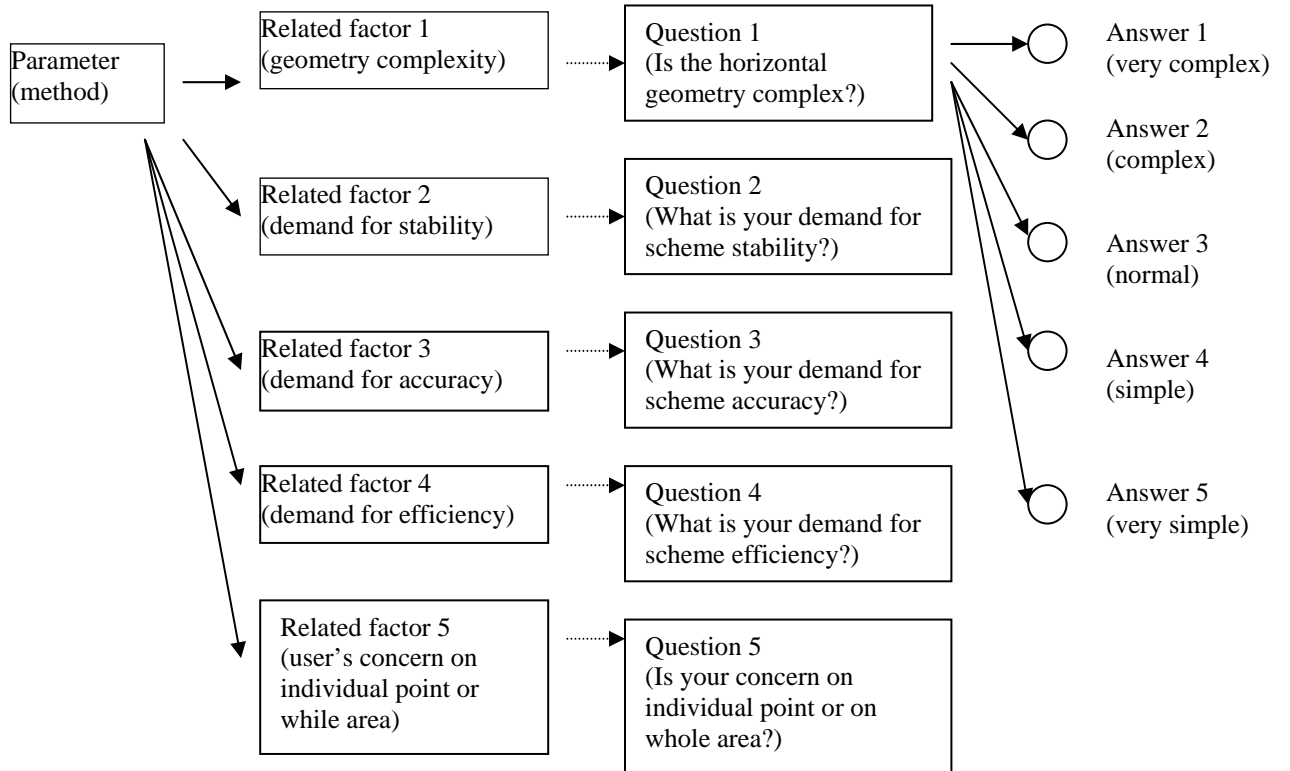 Parameter
(method)
Related factor 1
(geometry complexity)
Question 1
(Is the horizontal
geometry complex?)
Answer 1
(very complex)
Answer 2
(complex)
Related factor 2
(demand for stability)
Question 2
(What is your demand for
scheme stability?)
Answer 3
(normal)
Related factor 3
(demand for accuracy)
Question 3
(What is your demand for
scheme accuracy?)
Answer 4
(simple)
Related factor 4
(demand for efficiency)
Question 4
(What is your demand for
scheme efficiency?)
Answer 5
(very simple)
Related factor 5
(user’s concern on
individual point or
while area)
Question 5
(Is your concern on
individual point or on
whole area?)